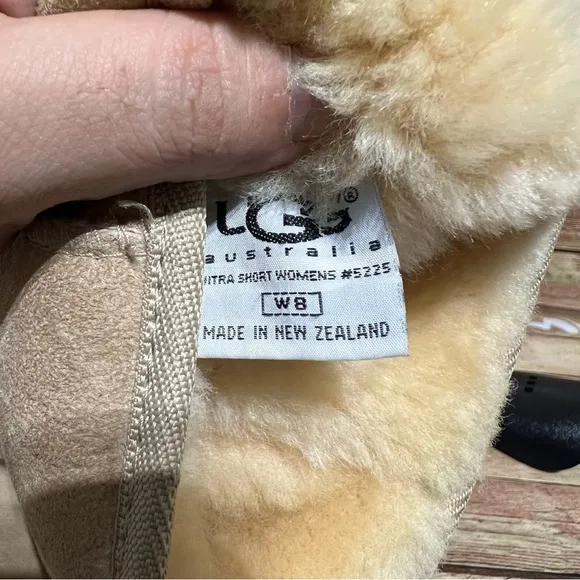 UGG®
australia
ULTRA SHORT WOMENS #5225
W8
MADE IN NEW ZEALAND